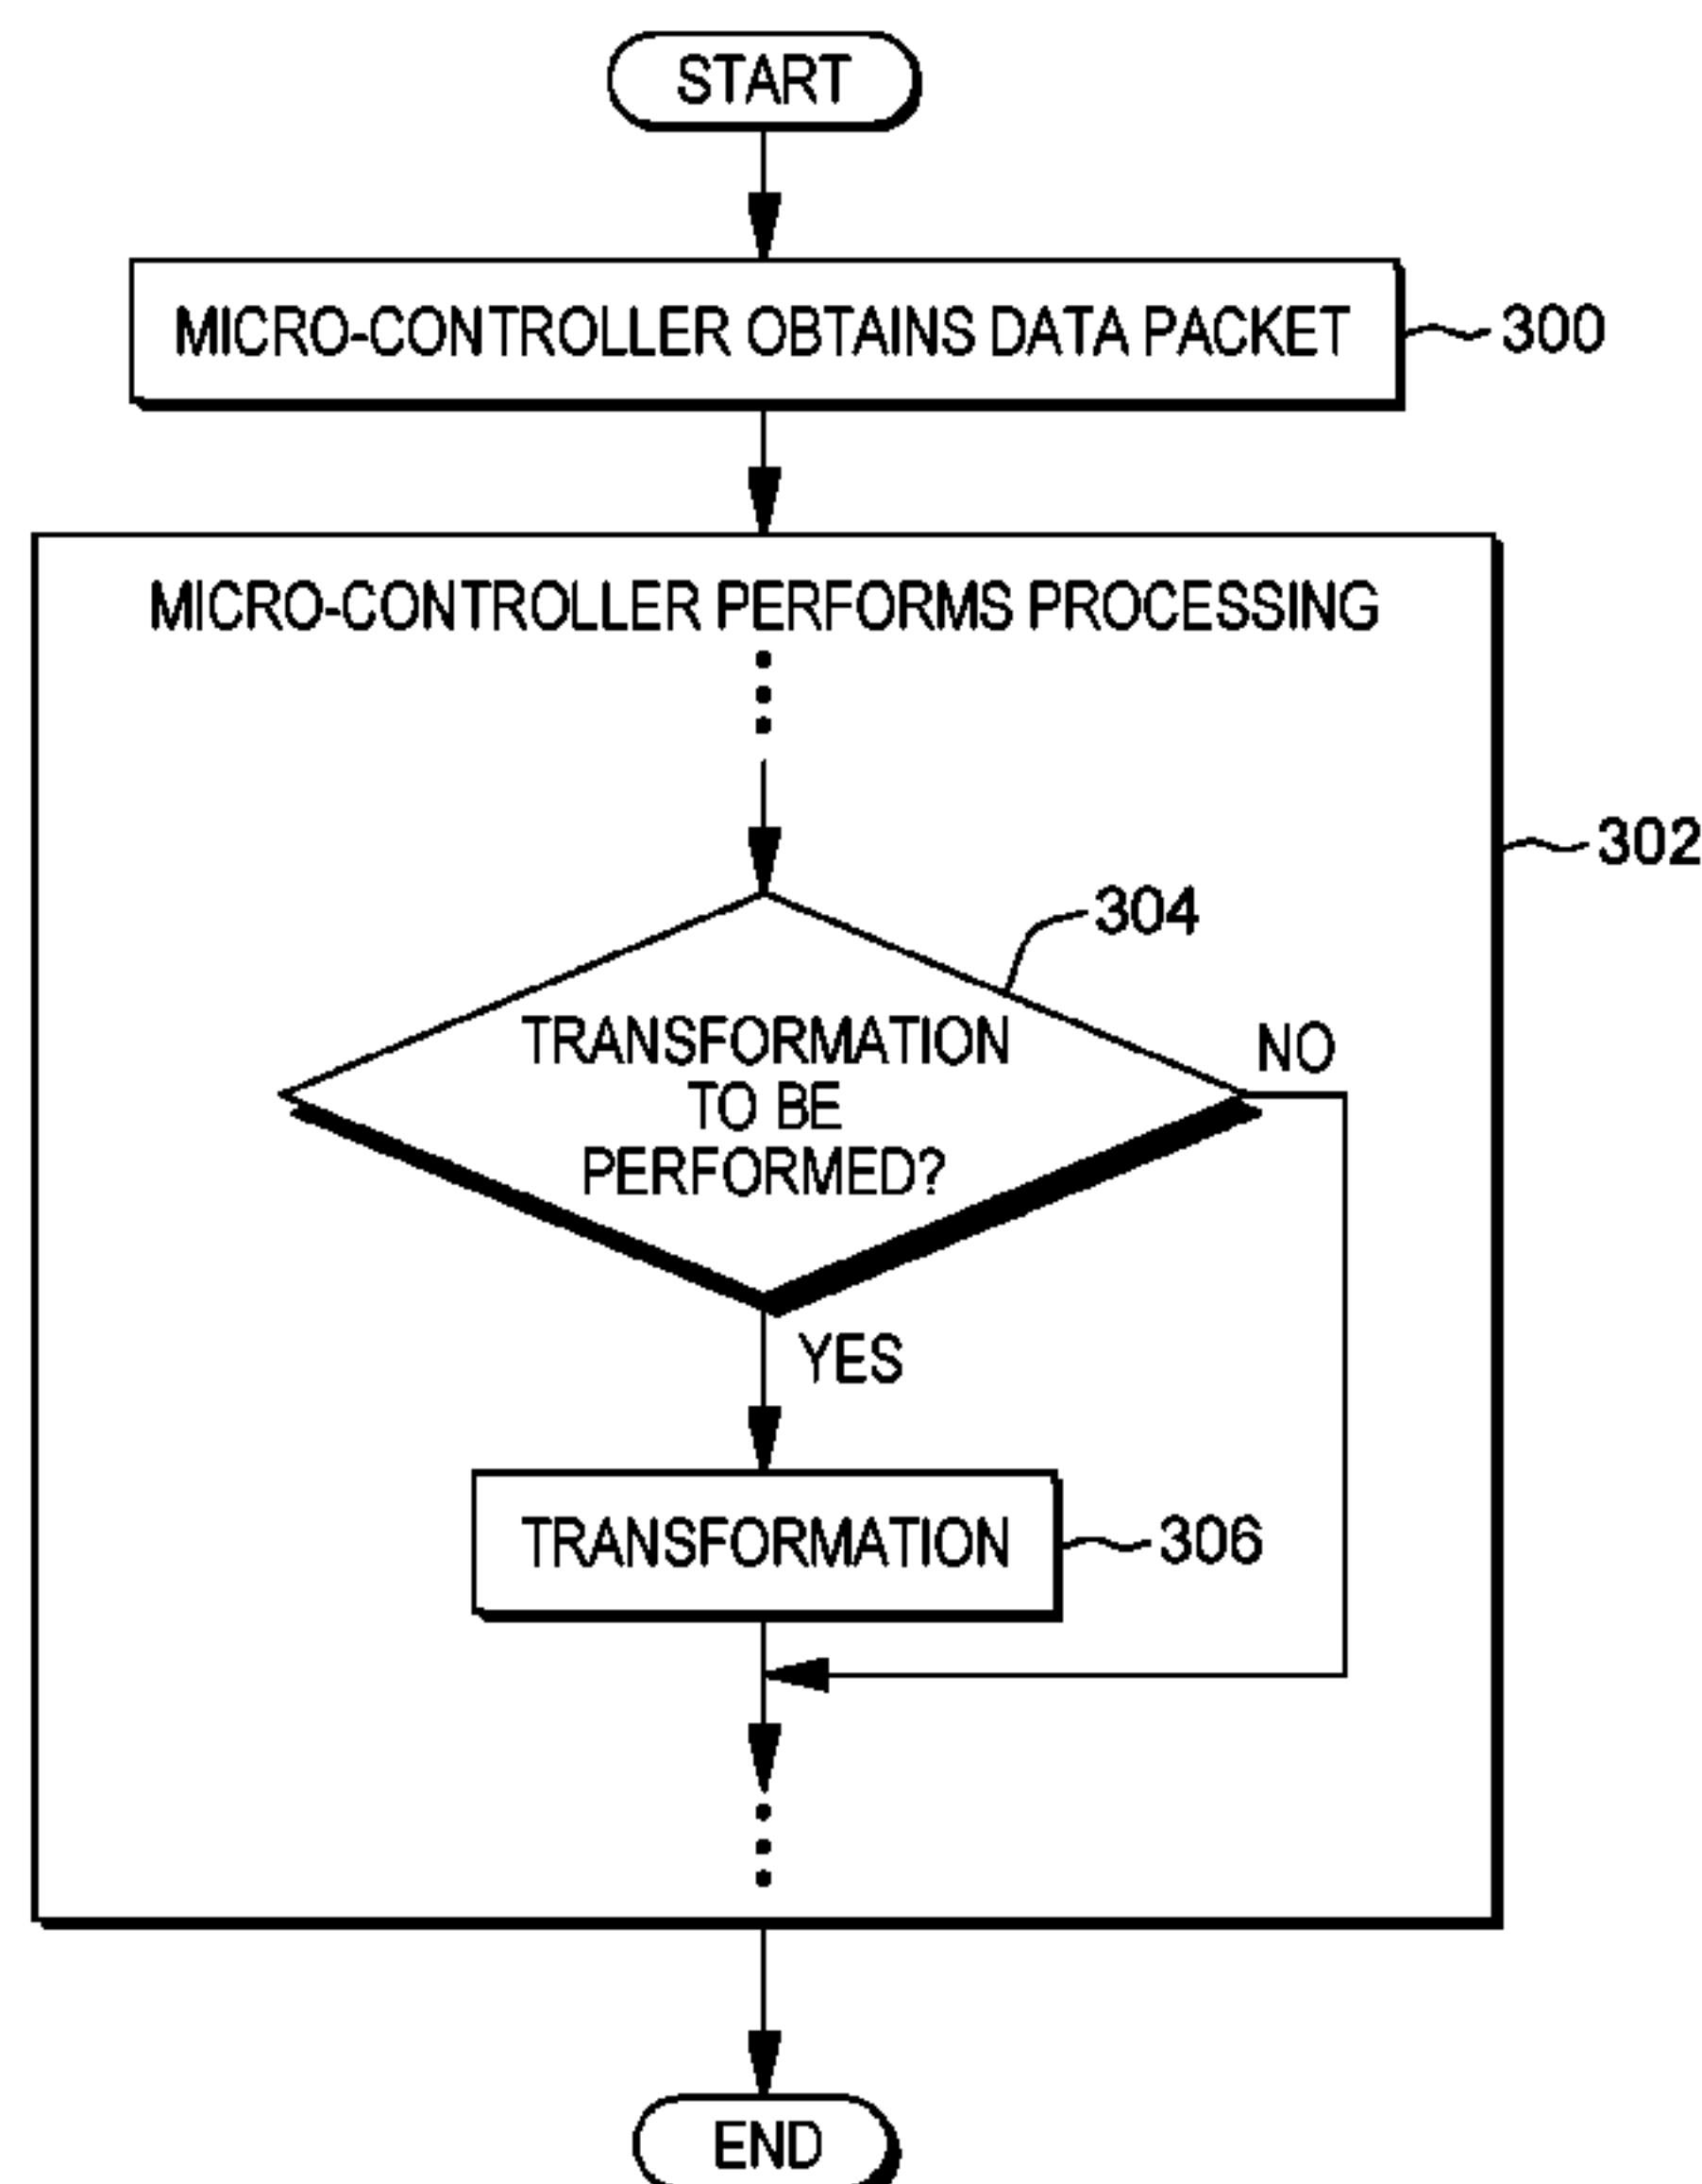 START
MICRO-CONTROLLER OBTAINS DATA PACKET
300
MICRO-CONTROLLER PERFORMS PROCESSING
302
304
TRANSFORMATION
TO BE
PERFORMED?
NO
YES
TRANSFORMATION
306
END